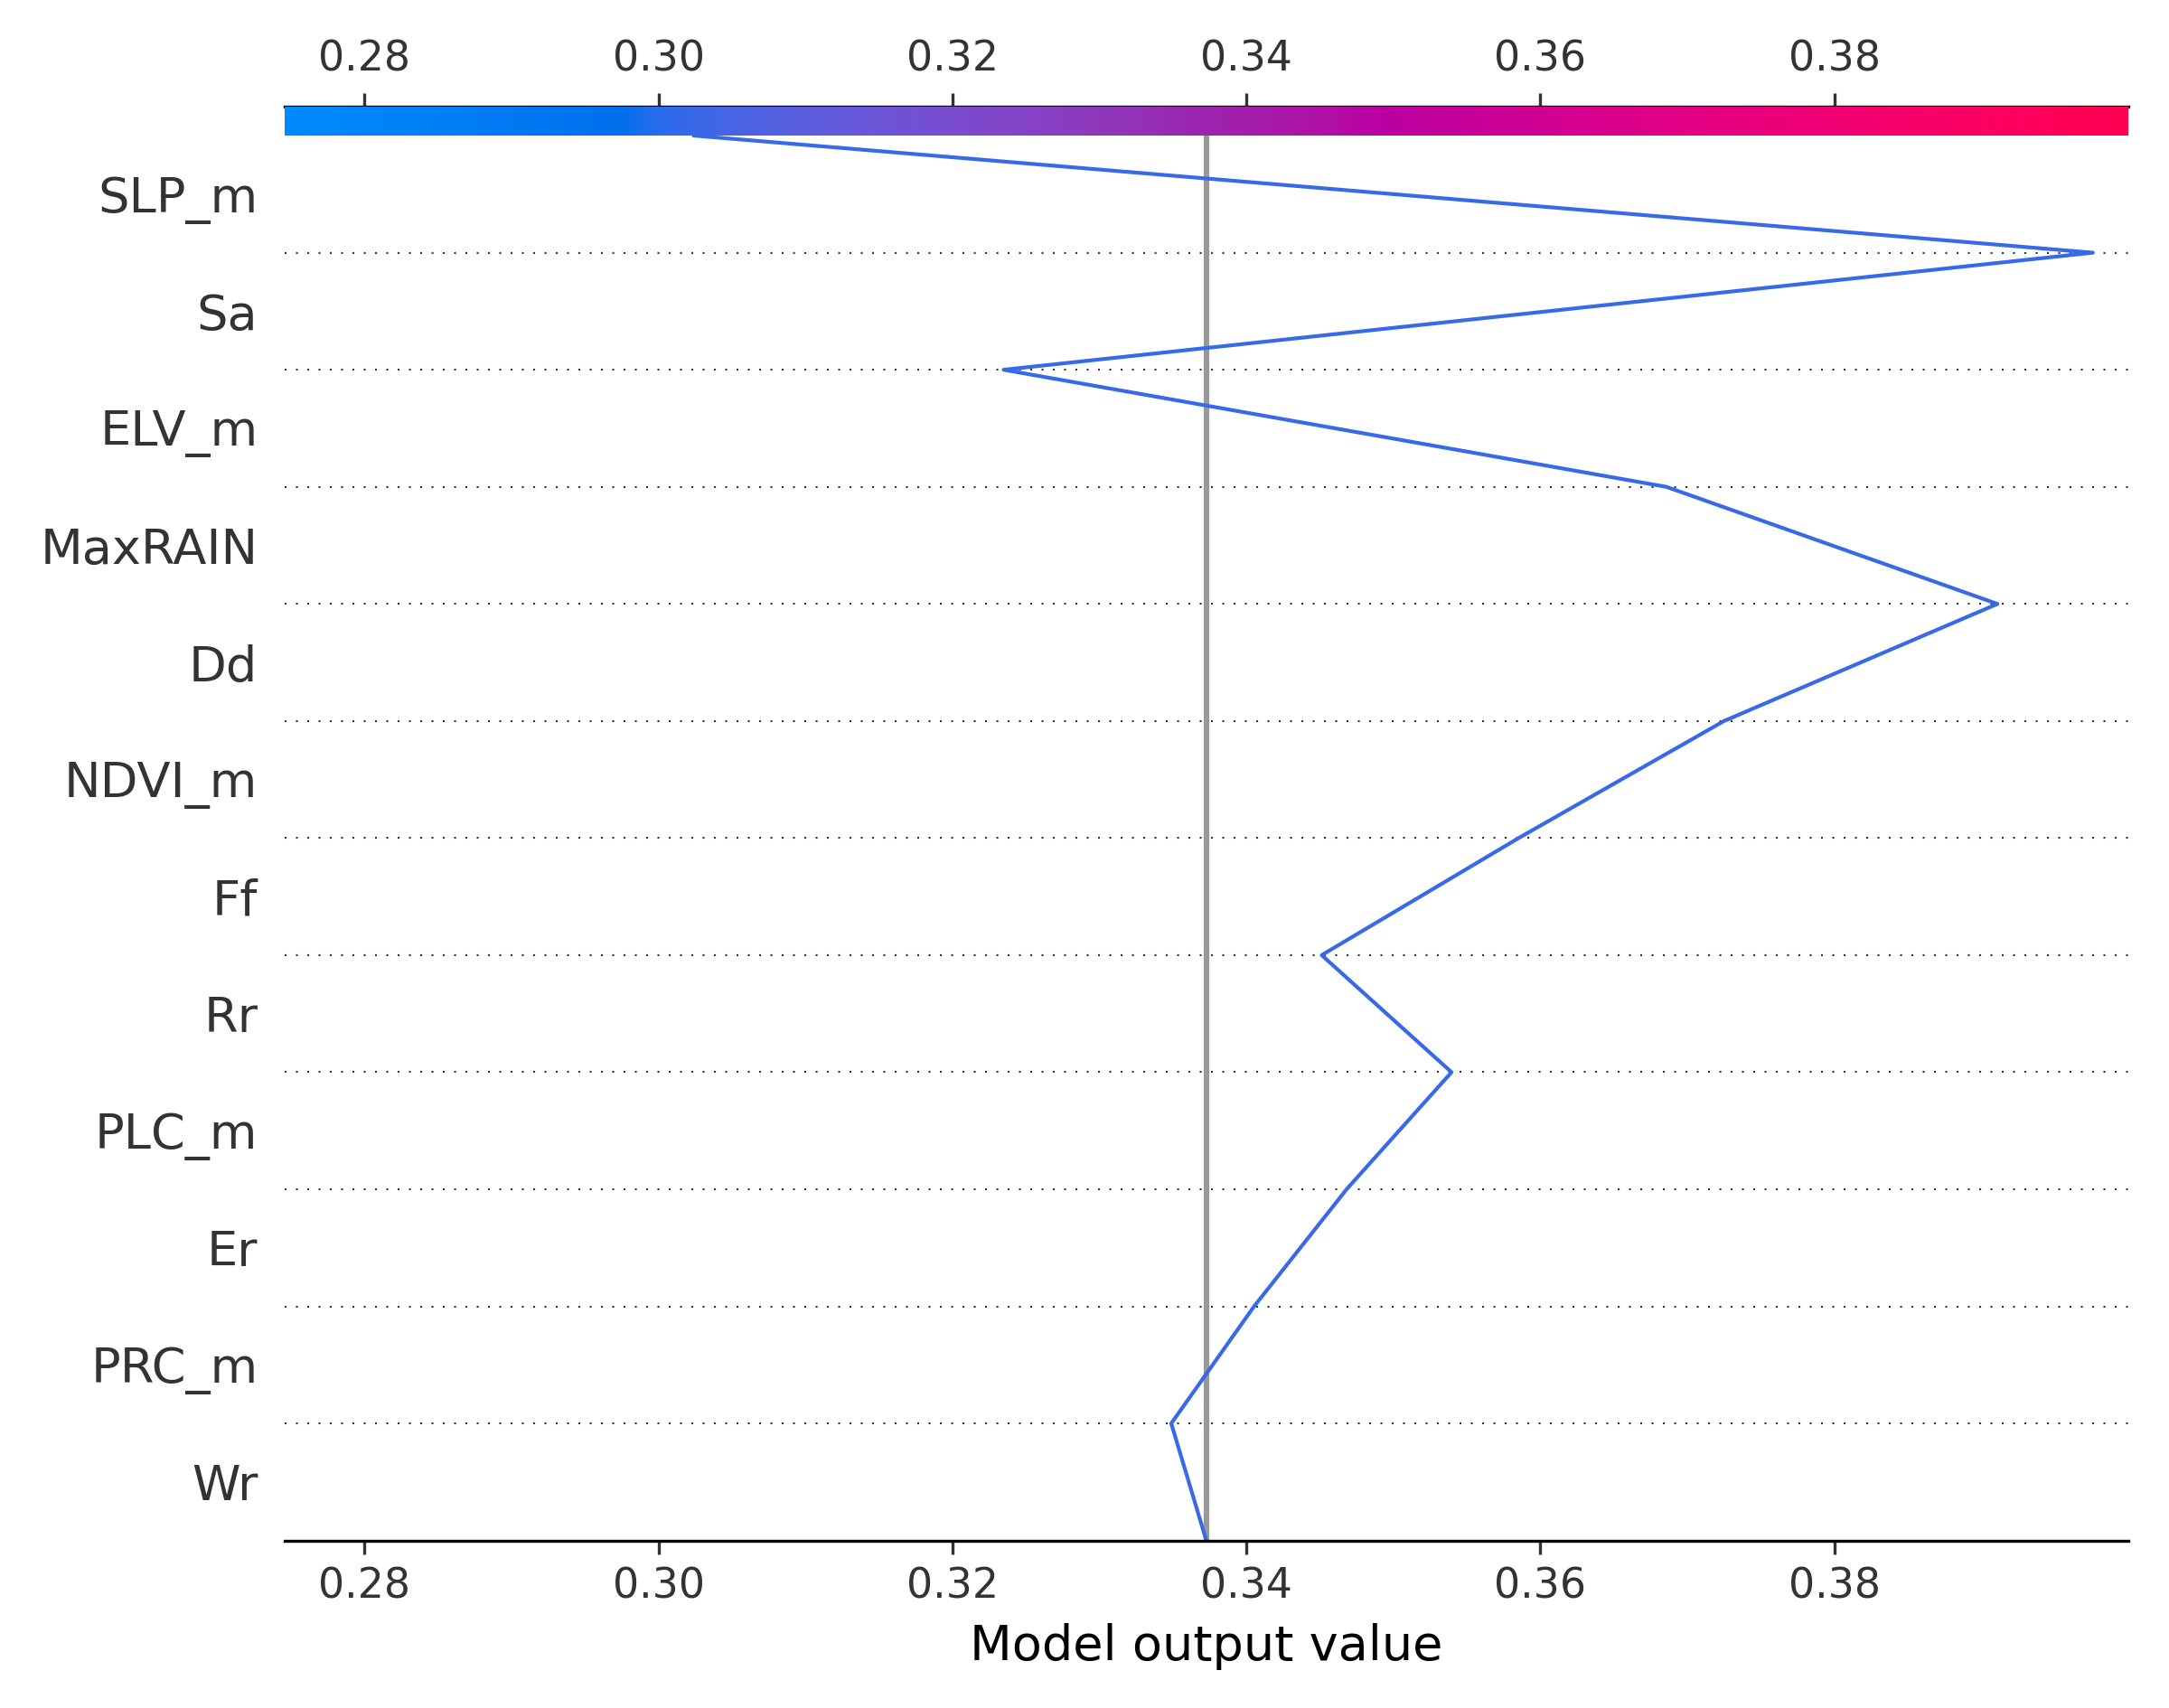 0.28 0.30 0.32 0.34 0.36 0.38
SLP_m
Sa
ELV_m
MaxRAIN
Dd
NDVI_m
Ff
Rr
PLC_m
Er
PRC_m
Wr
0.28 0.30 0.32 0.34 0.36 0.38
Model output value